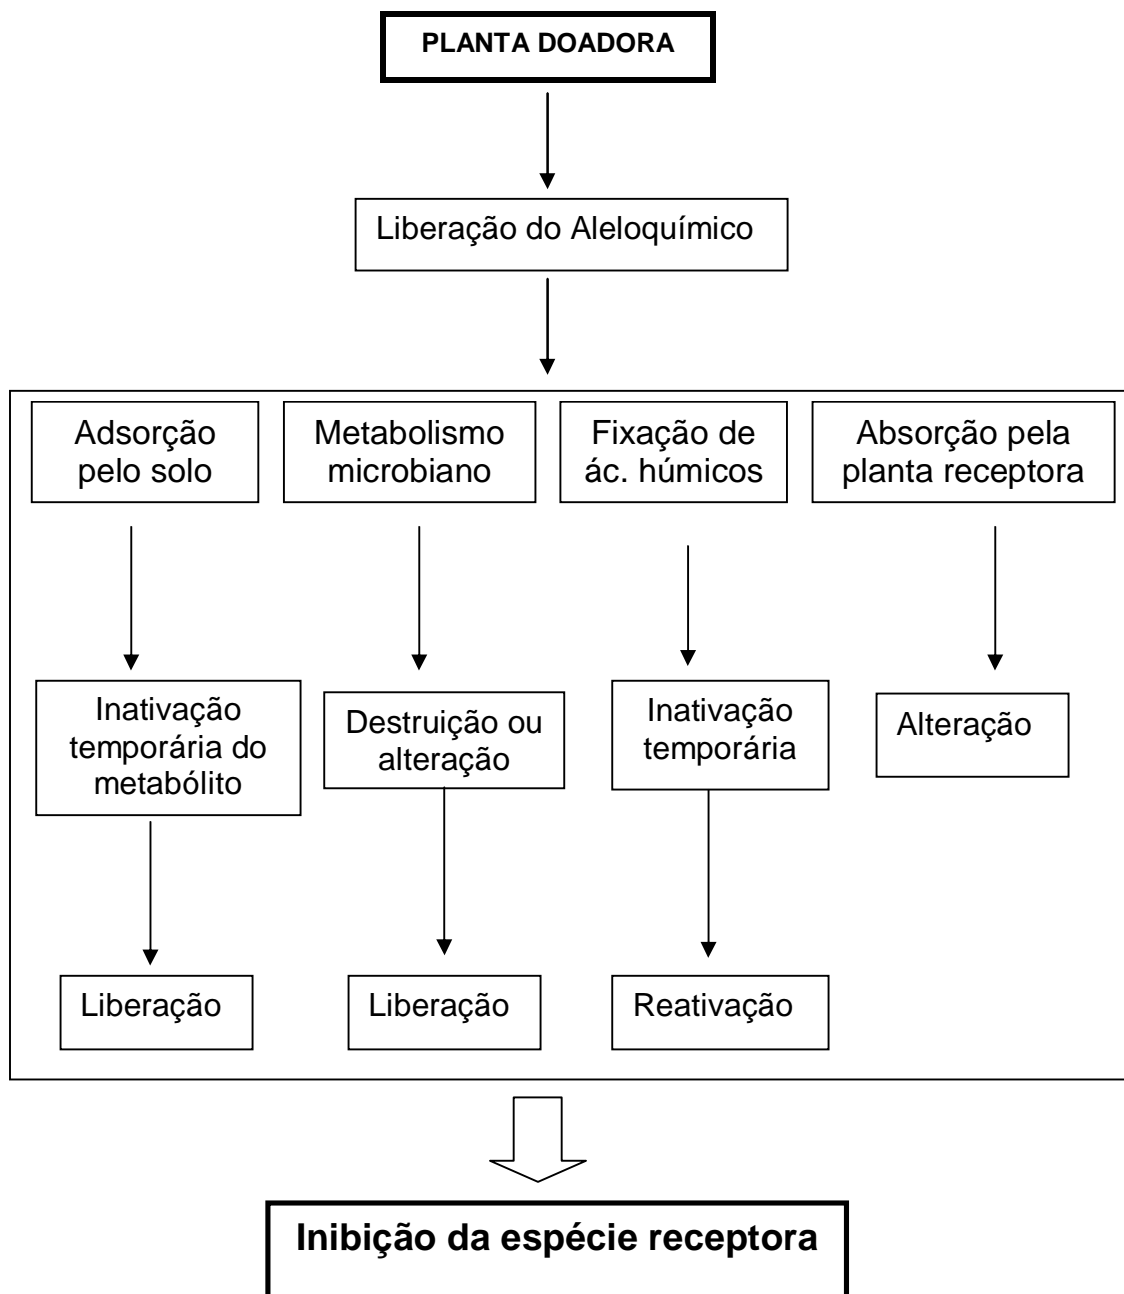 PLANTA DOADORA
Liberação do Aleloquímico
Adsorção
pelo solo
Metabolismo
microbiano
Fixação de
ác. húmicos
Absorção pela
planta receptora
Inativação
temporária do
metabólito
Destruição ou
alteração
Inativação
temporária
Alteração
Liberação
Liberação
Reativação
Inibição da espécie receptora